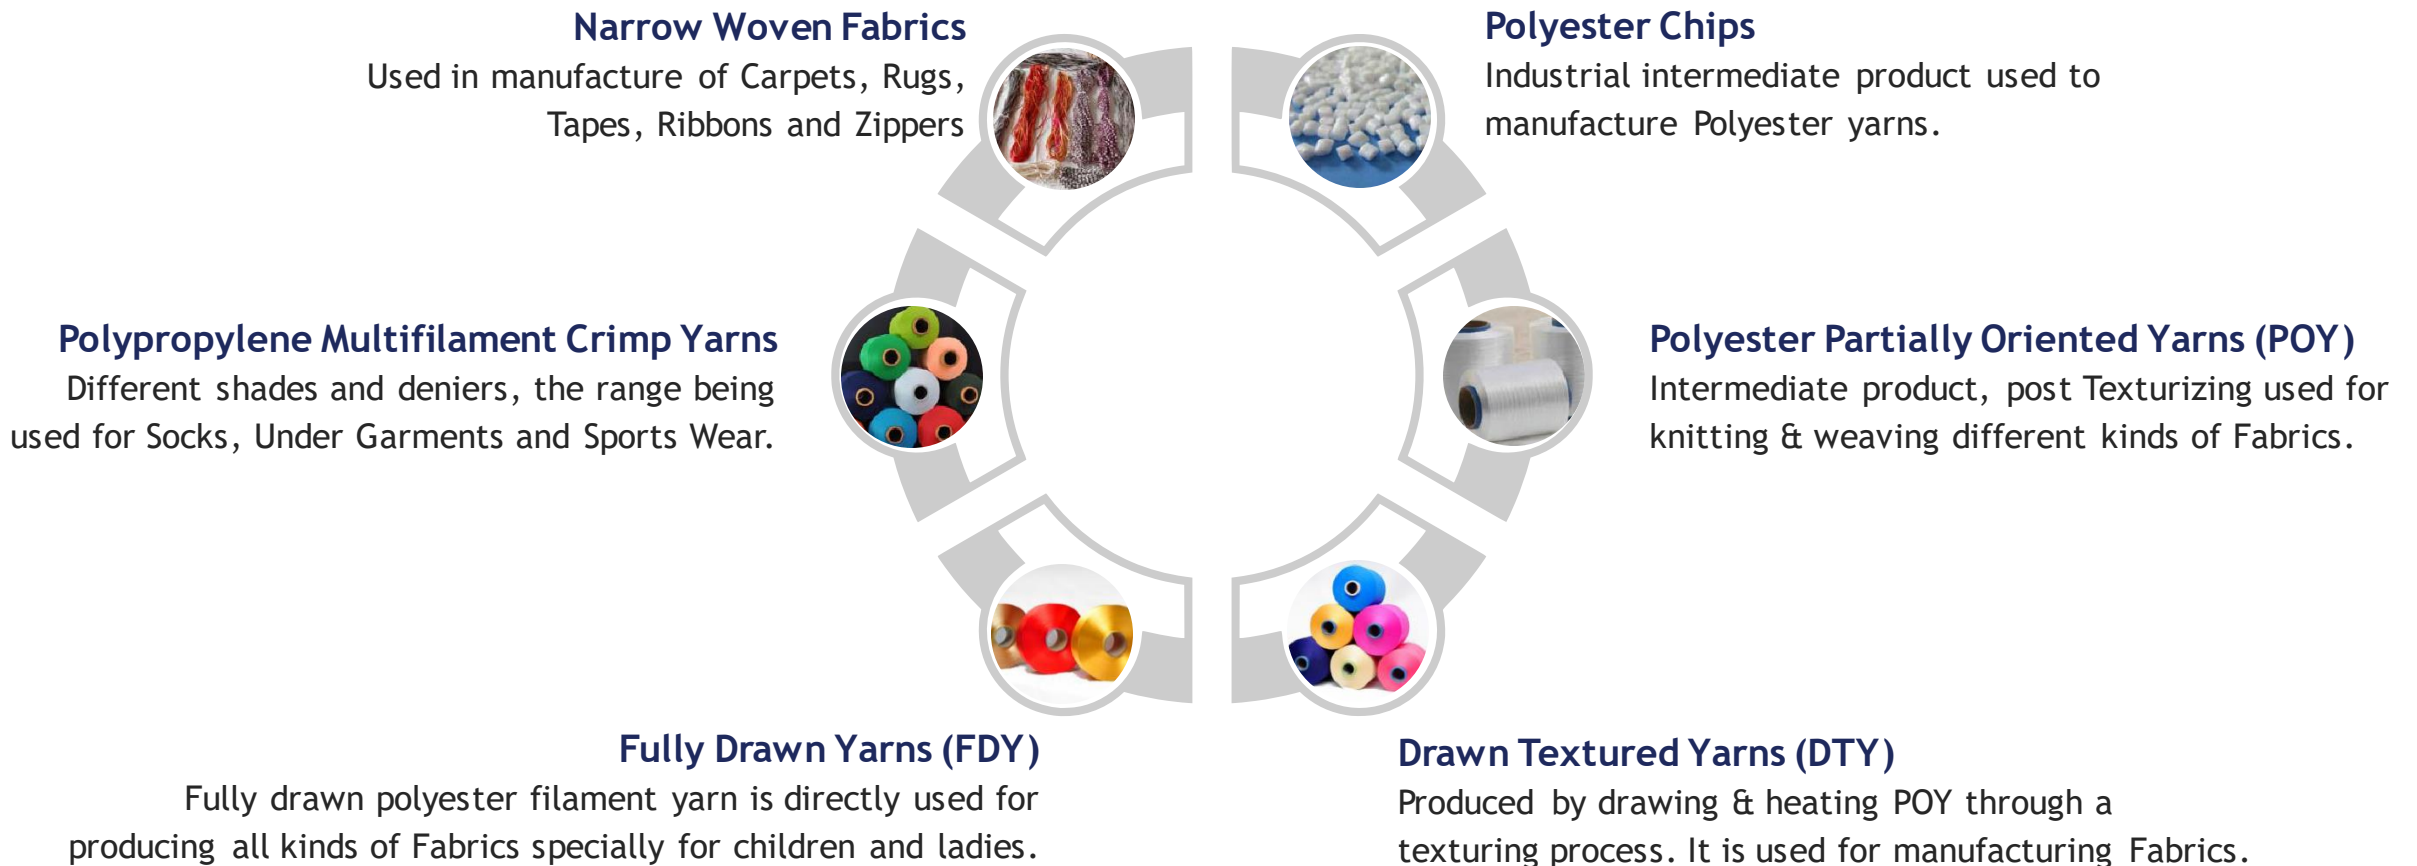 Narrow Woven Fabrics
Used in manufacture of Carpets, Rugs,
Tapes, Ribbons and Zippers
Polyester Chips
Industrial intermediate product used to
manufacture Polyester yarns.
Polypropylene Multifilament Crimp Yarns
Different shades and deniers, the range being
used for Socks, Under Garments and Sports Wear.
Polyester Partially Oriented Yarns (POY)
Intermediate product, post Texturizing used for
knitting & weaving different kinds of Fabrics.
Fully Drawn Yarns (FDY)
Fully drawn polyester filament yarn is directly used for
producing all kinds of Fabrics specially for children and ladies.
Drawn Textured Yarns (DTY)
Produced by drawing & heating POY through a
texturing process. It is used for manufacturing Fabrics.